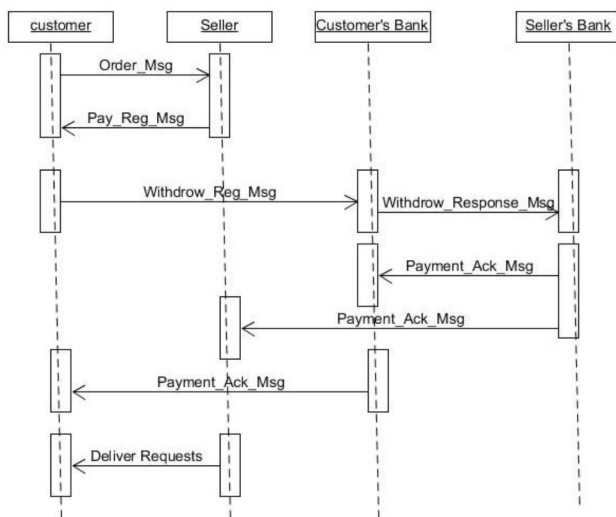 customer
Seller
Customer's Bank
Seller's Bank
Order_Msg
Pay_Reg_Msg
Withdrow_Reg_Msg
Withdrow_Response_Msg
Payment_Ack_Msg
Payment_Ack_Msg
Payment_Ack_Msg
Deliver Requests